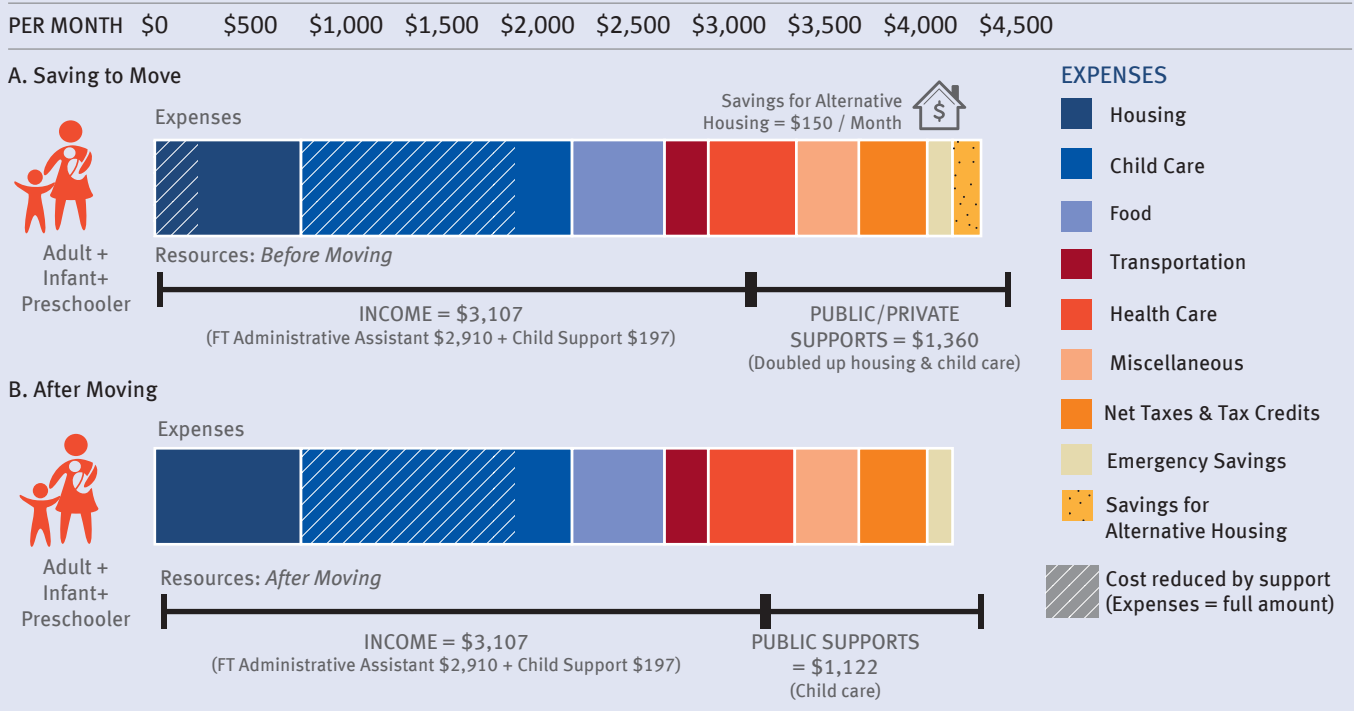 PER MONTH $0 $500 $1,000 $1,500 $2,000 $2,500 $3,000 $3,500 $4,000 $4,500
A. Saving to Move
Adult +
Infant+
Preschooler
Expenses
Savings for Alternative
Housing = $150 / Month
$
Resources: Before Moving
INCOME = $3,107
(FT Administrative Assistant $2,910 + Child Support $197)
PUBLIC/PRIVATE
SUPPORTS = $1,360
(Doubled up housing & child care)
B. After Moving
Adult +
Infant+
Preschooler
Expenses
Resources: After Moving
INCOME = $3,107
(FT Administrative Assistant $2,910 + Child Support $197)
PUBLIC SUPPORTS
= $1,122
(Child care)
EXPENSES
Housing
Child Care
Food
Transportation
Health Care
Miscellaneous
Net Taxes & Tax Credits
Emergency Savings
Savings for
Alternative Housing
Cost reduced by support
(Expenses = full amount)